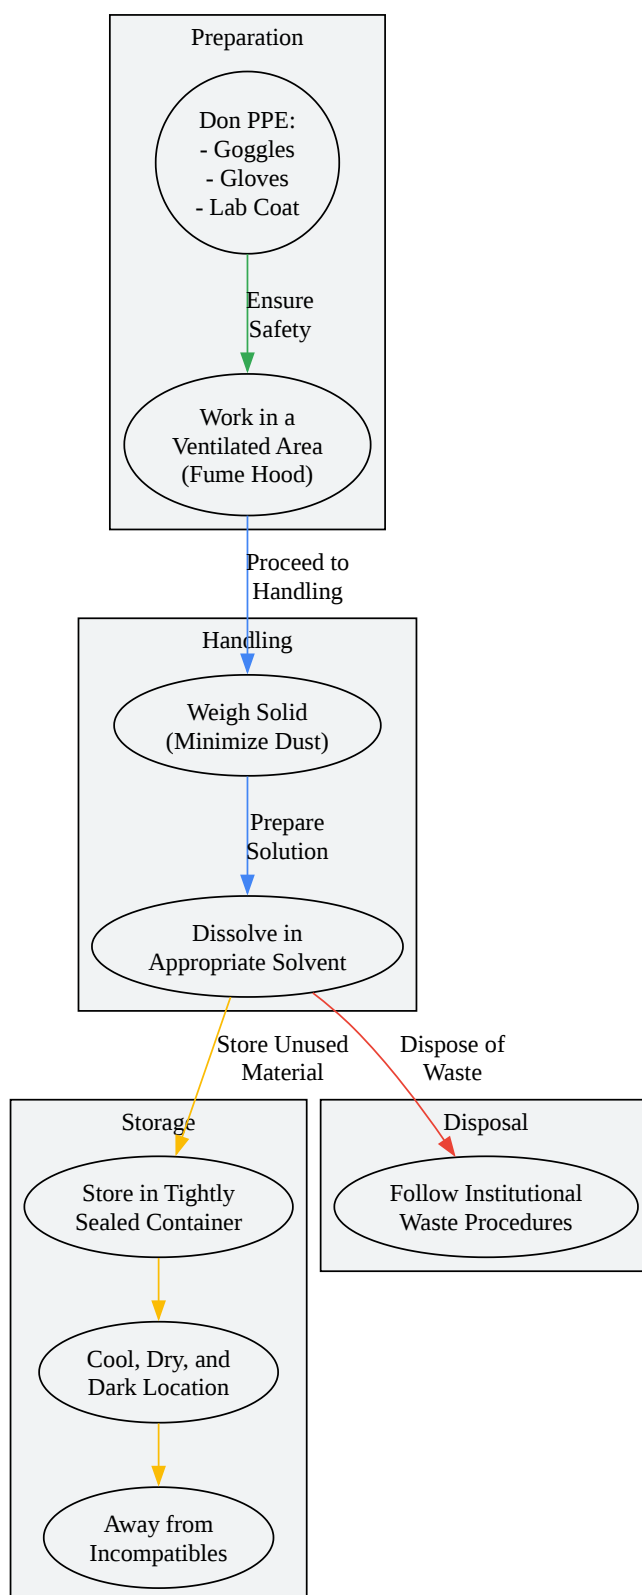 Preparation
Don PPE:
- Goggles
- Gloves
- Lab Coat
Ensure
Safety
Work in a
Ventilated Area
(Fume Hood)
Proceed to
Handling
Handling
Weigh Solid
(Minimize Dust)
Prepare
Solution
Dissolve in
Appropriate Solvent
Store Unused
Material
Dispose of
Waste
Storage
Store in Tightly
Sealed Container
Cool, Dry, and
Dark Location
Away from
Incompatibles
Disposal
Follow Institutional
Waste Procedures